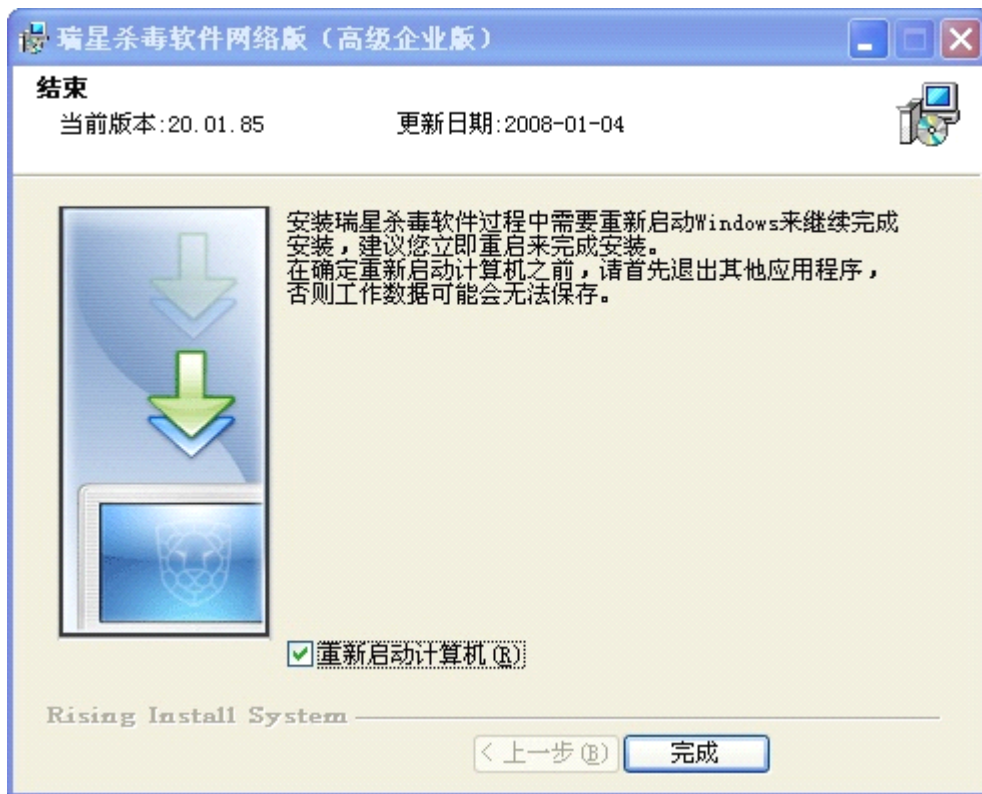 瑞星杀毒软件网络版（高级企业版）
结束
当前版本:20.01.85 更新日期:2008-01-04
安装瑞星杀毒软件过程中需要重新启动Windows来继续完成
安装，建议您立即重启来完成安装。
在确定重新启动计算机之前，请首先退出其他应用程序，
否则工作数据可能会无法保存。
重新启动计算机(R)
Rising Install System
<上一步(B) 完成